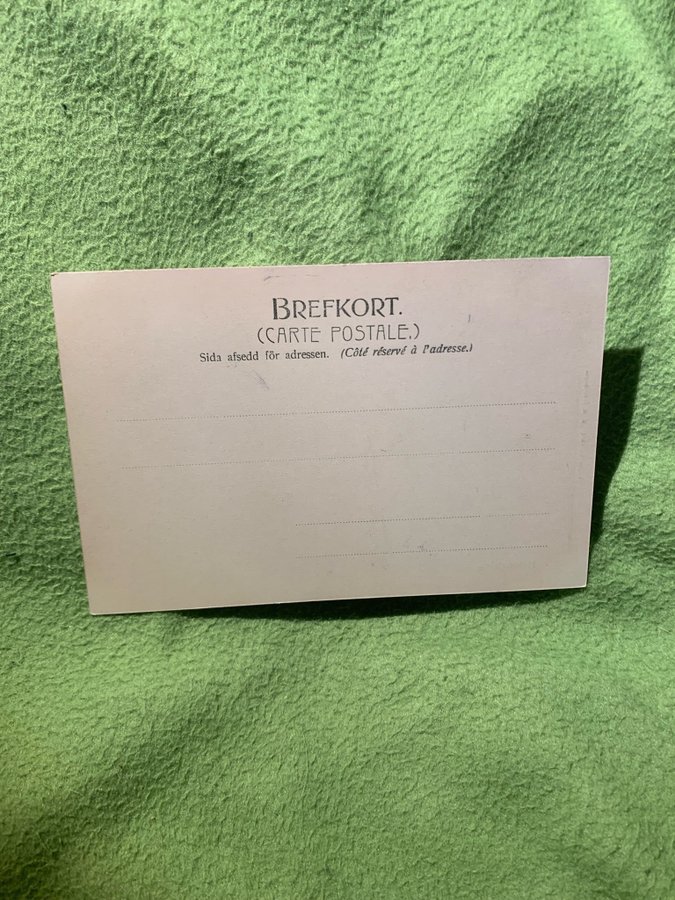 BREFKORT.
(CARTE POSTALE.)
Sida afsedd för adressen. (Côté réservé à l'adresse.)